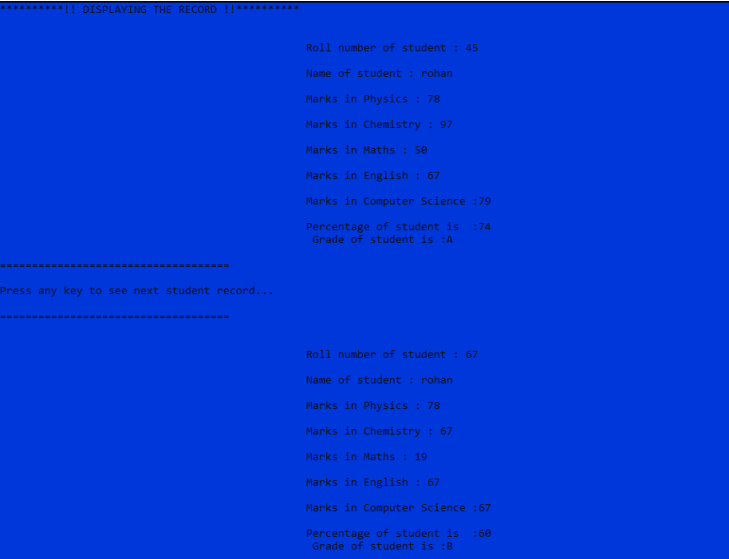 **********!! DISPLAYING THE RECORD !!**********
Roll number of student : 45
Name of student : rohan
Marks in Physics : 78
Marks in Chemistry : 97
Marks in Maths : 50
Marks in English : 67
Marks in Computer Science :79
Percentage of student is  :74
Grade of student is :A
====================================
Press any key to see next student record...
====================================
Roll number of student : 67
Name of student : rohan
Marks in Physics : 78
Marks in Chemistry : 67
Marks in Maths : 19
Marks in English : 67
Marks in Computer Science :67
Percentage of student is  :60
Grade of student is :B